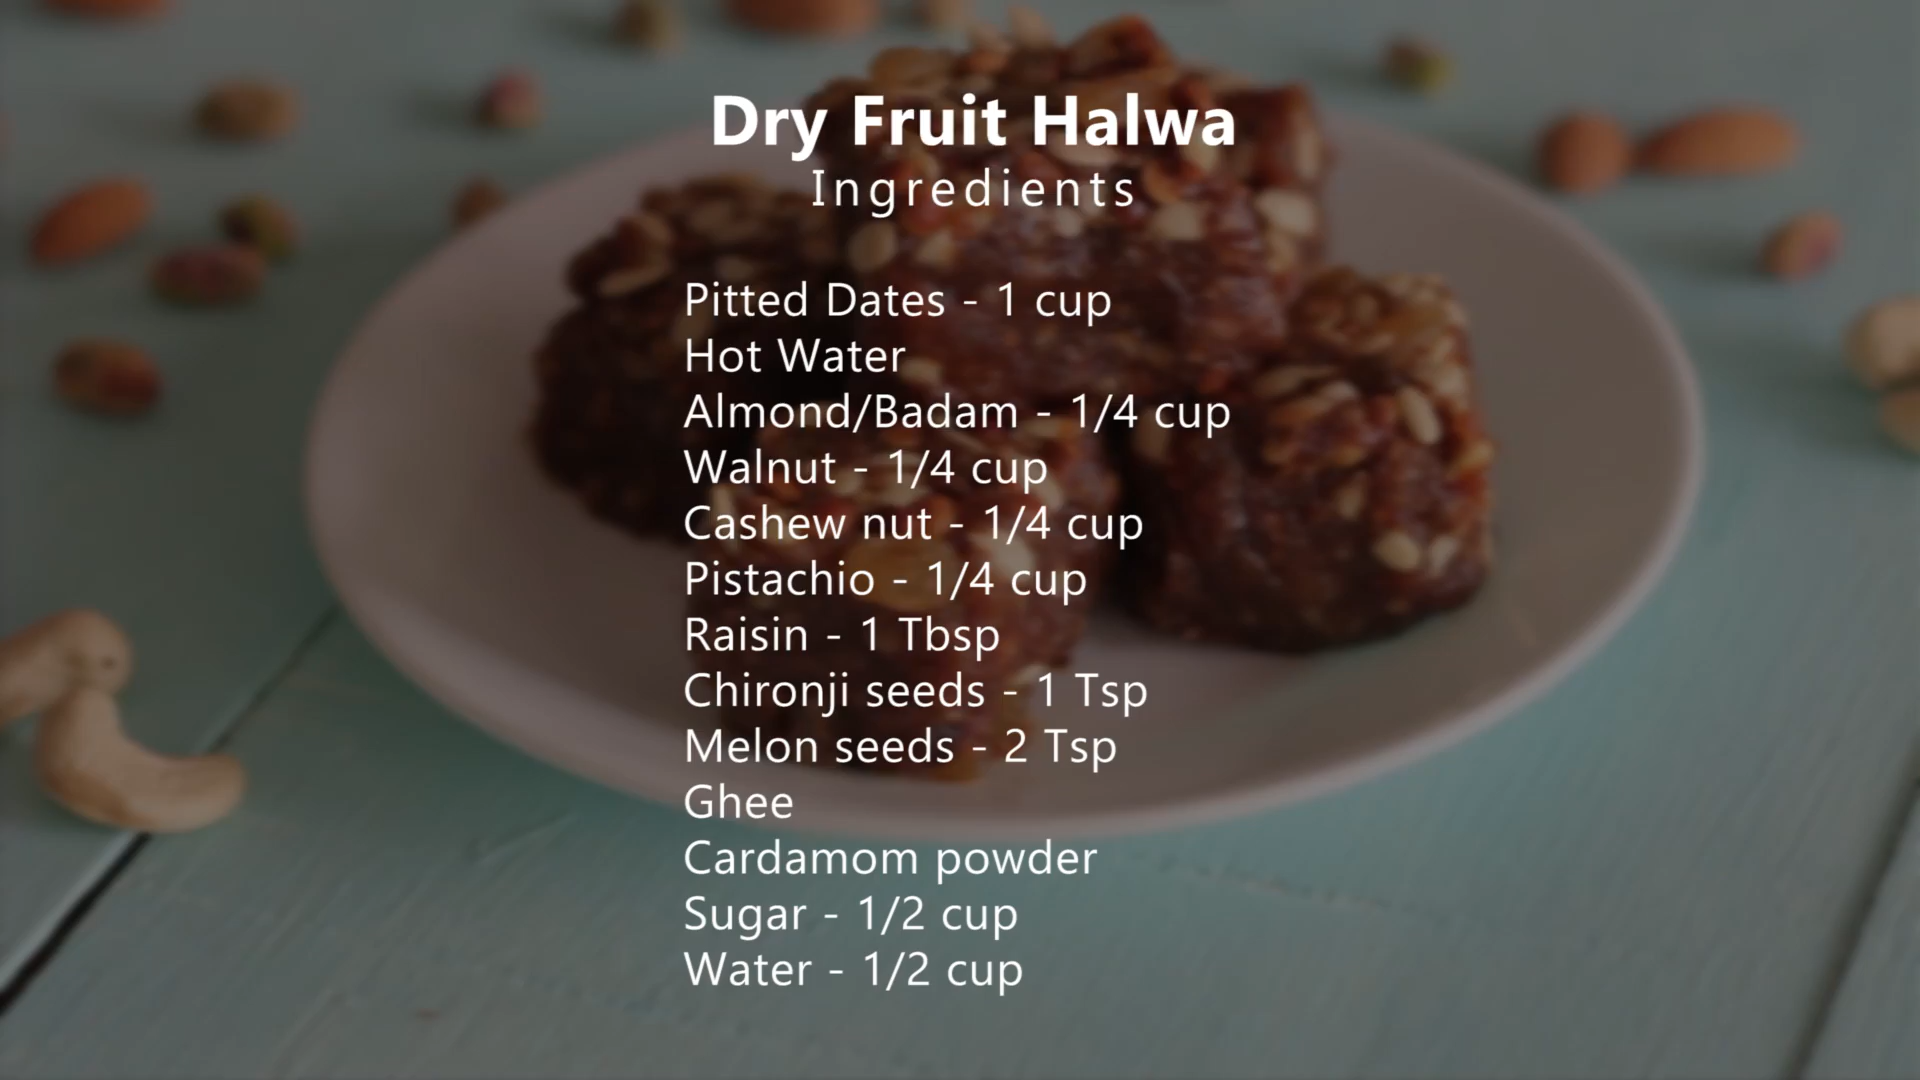 Dry Fruit Halwa
Ingredients
Pitted Dates - 1 cup
Hot Water
Almond/Badam - 1/4 cup
Walnut - 1/4 cup
Cashew nut - 1/4 cup
Pistachio - 1/4 cup
Raisin - 1 Tbsp
Chironji seeds - 1 Tsp
Melon seeds - 2 Tsp
Ghee
Cardamom powder
Sugar - 1/2 cup
Water - 1/2 cup